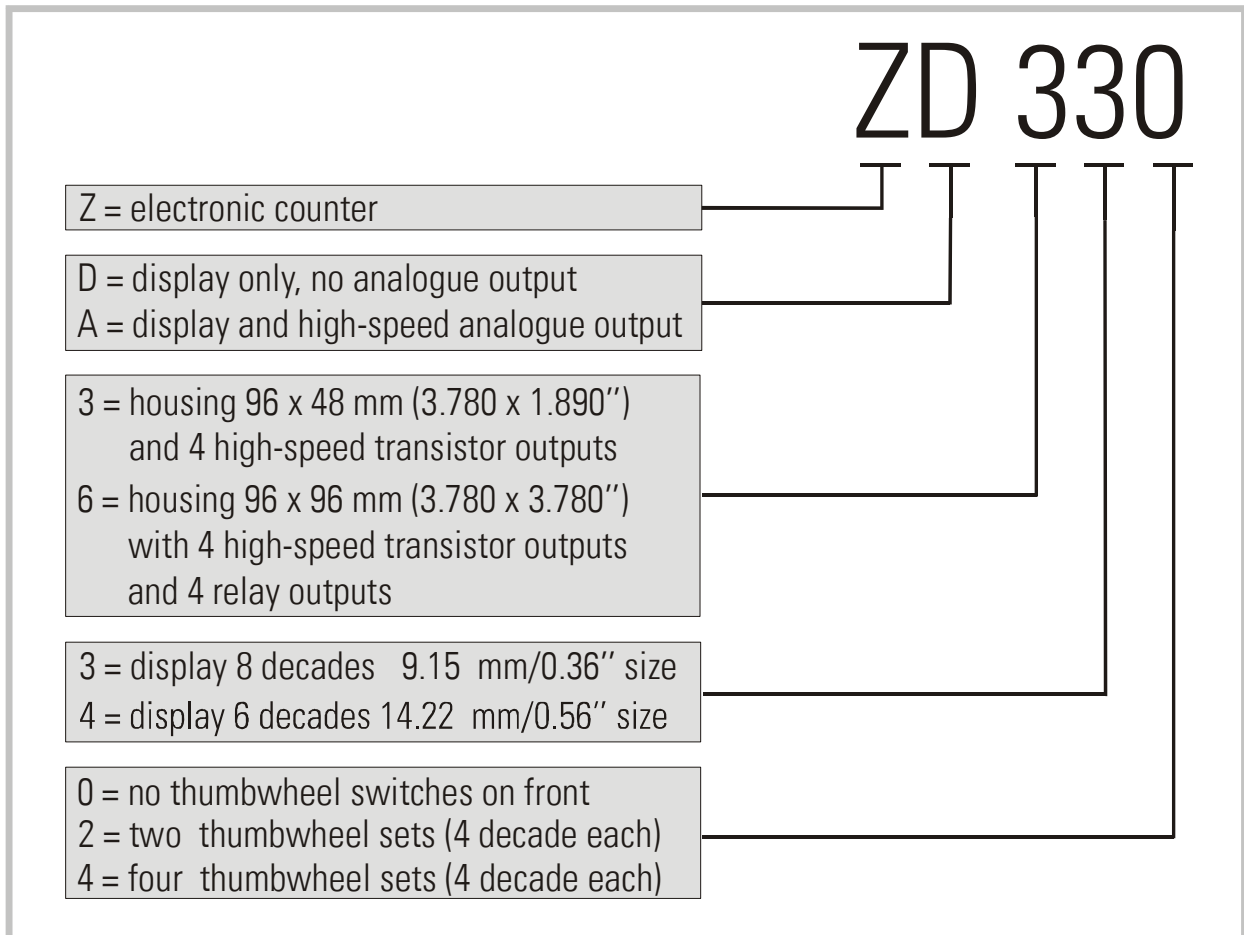 ZD 330
Z = electronic counter
D = display only, no analogue output
A = display and high-speed analogue output
3 = housing 96 x 48 mm (3.780 x 1.890’’)
and 4 high-speed transistor outputs
6 = housing 96 x 96 mm (3.780 x 3.780’’)
with 4 high-speed transistor outputs
and 4 relay outputs
3 = display 8 decades 9.15 mm/0.36’’ size
4 = display 6 decades 14.22 mm/0.56’’ size
0 = no thumbwheel switches on front
2 = two thumbwheel sets (4 decade each)
4 = four thumbwheel sets (4 decade each)